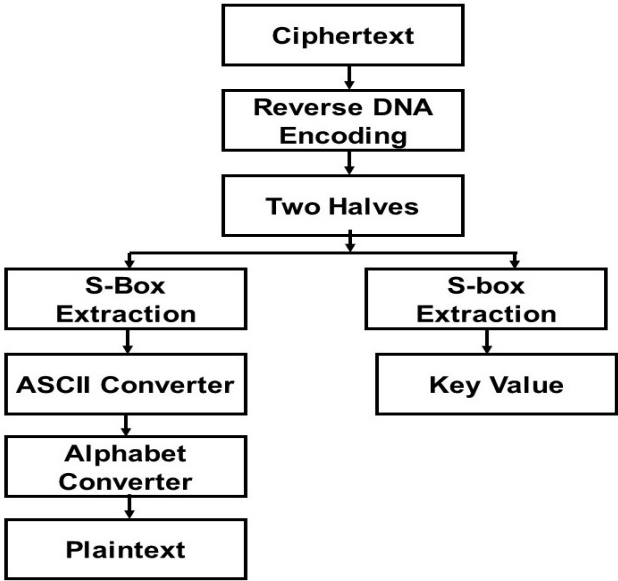 Ciphertext
Reverse DNA
Encoding
Two Halves
S-Box
Extraction
S-box
Extraction
ASCII Converter
Key Value
Alphabet
Converter
Plaintext